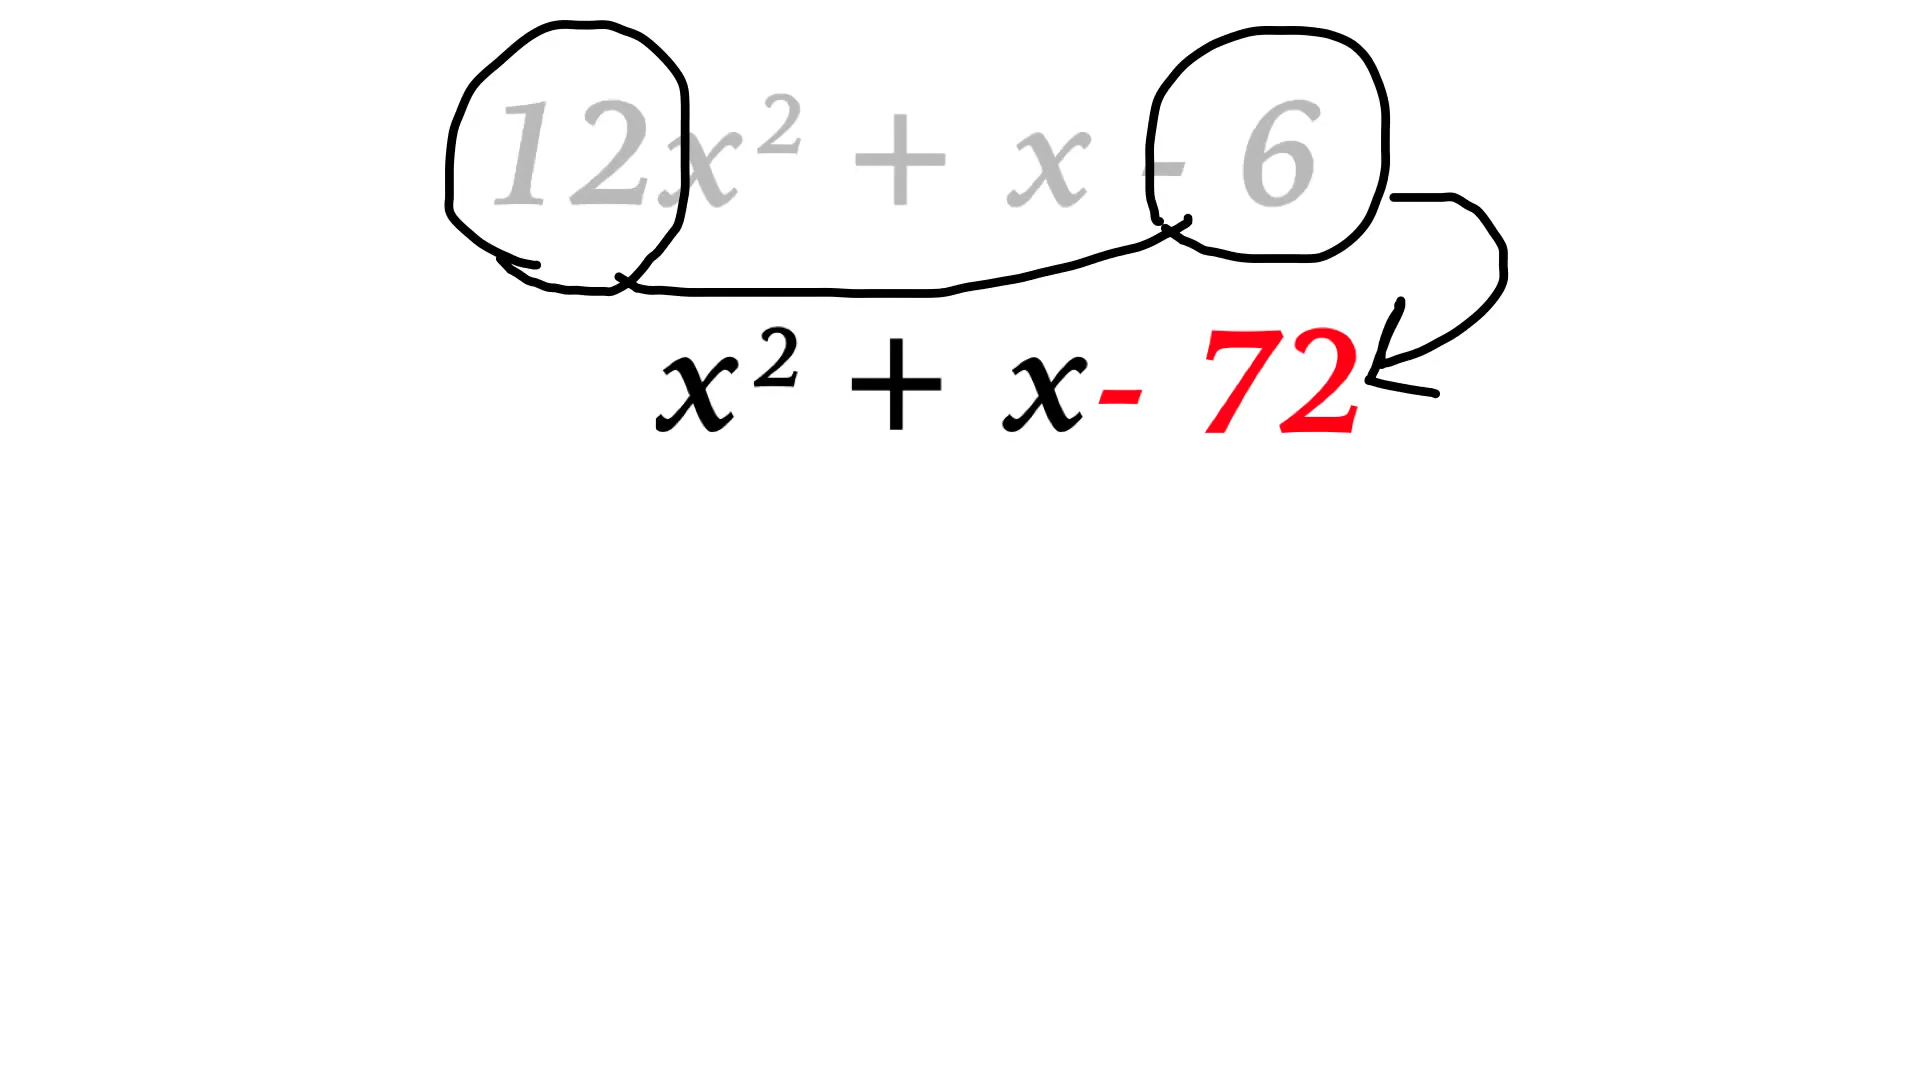 12x² + x - 6
x² + x - 72